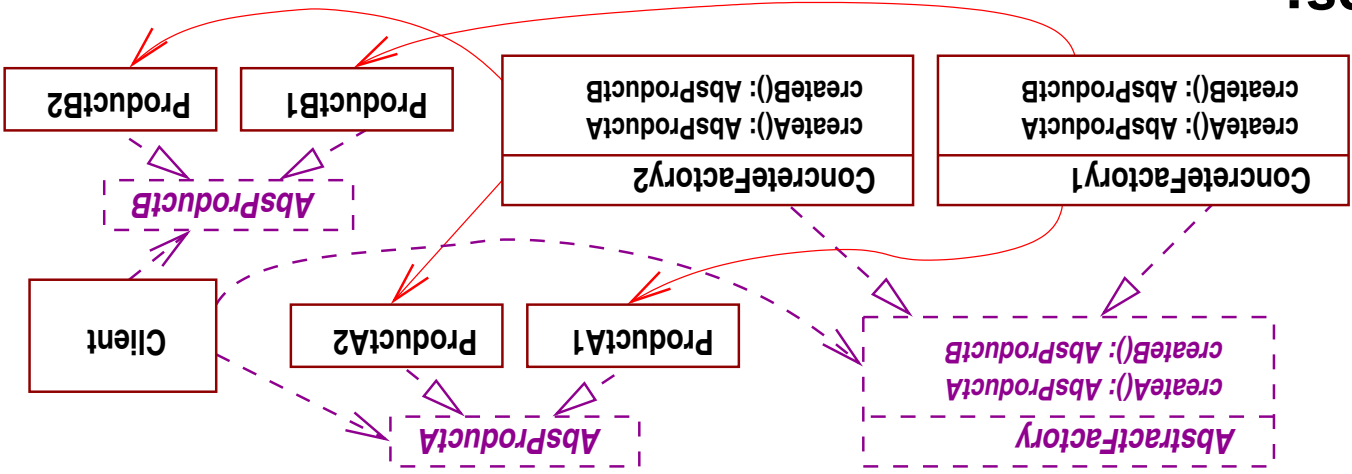 AbstractFactory
createA(): AbsProductA
createB(): AbsProductB
AbsProductA
ProductA1
ProductA2
Client
AbsProductB
ConcreteFactory1
createA(): AbsProductA
createB(): AbsProductB
ConcreteFactory2
createA(): AbsProductA
createB(): AbsProductB
ProductB1
ProductB2